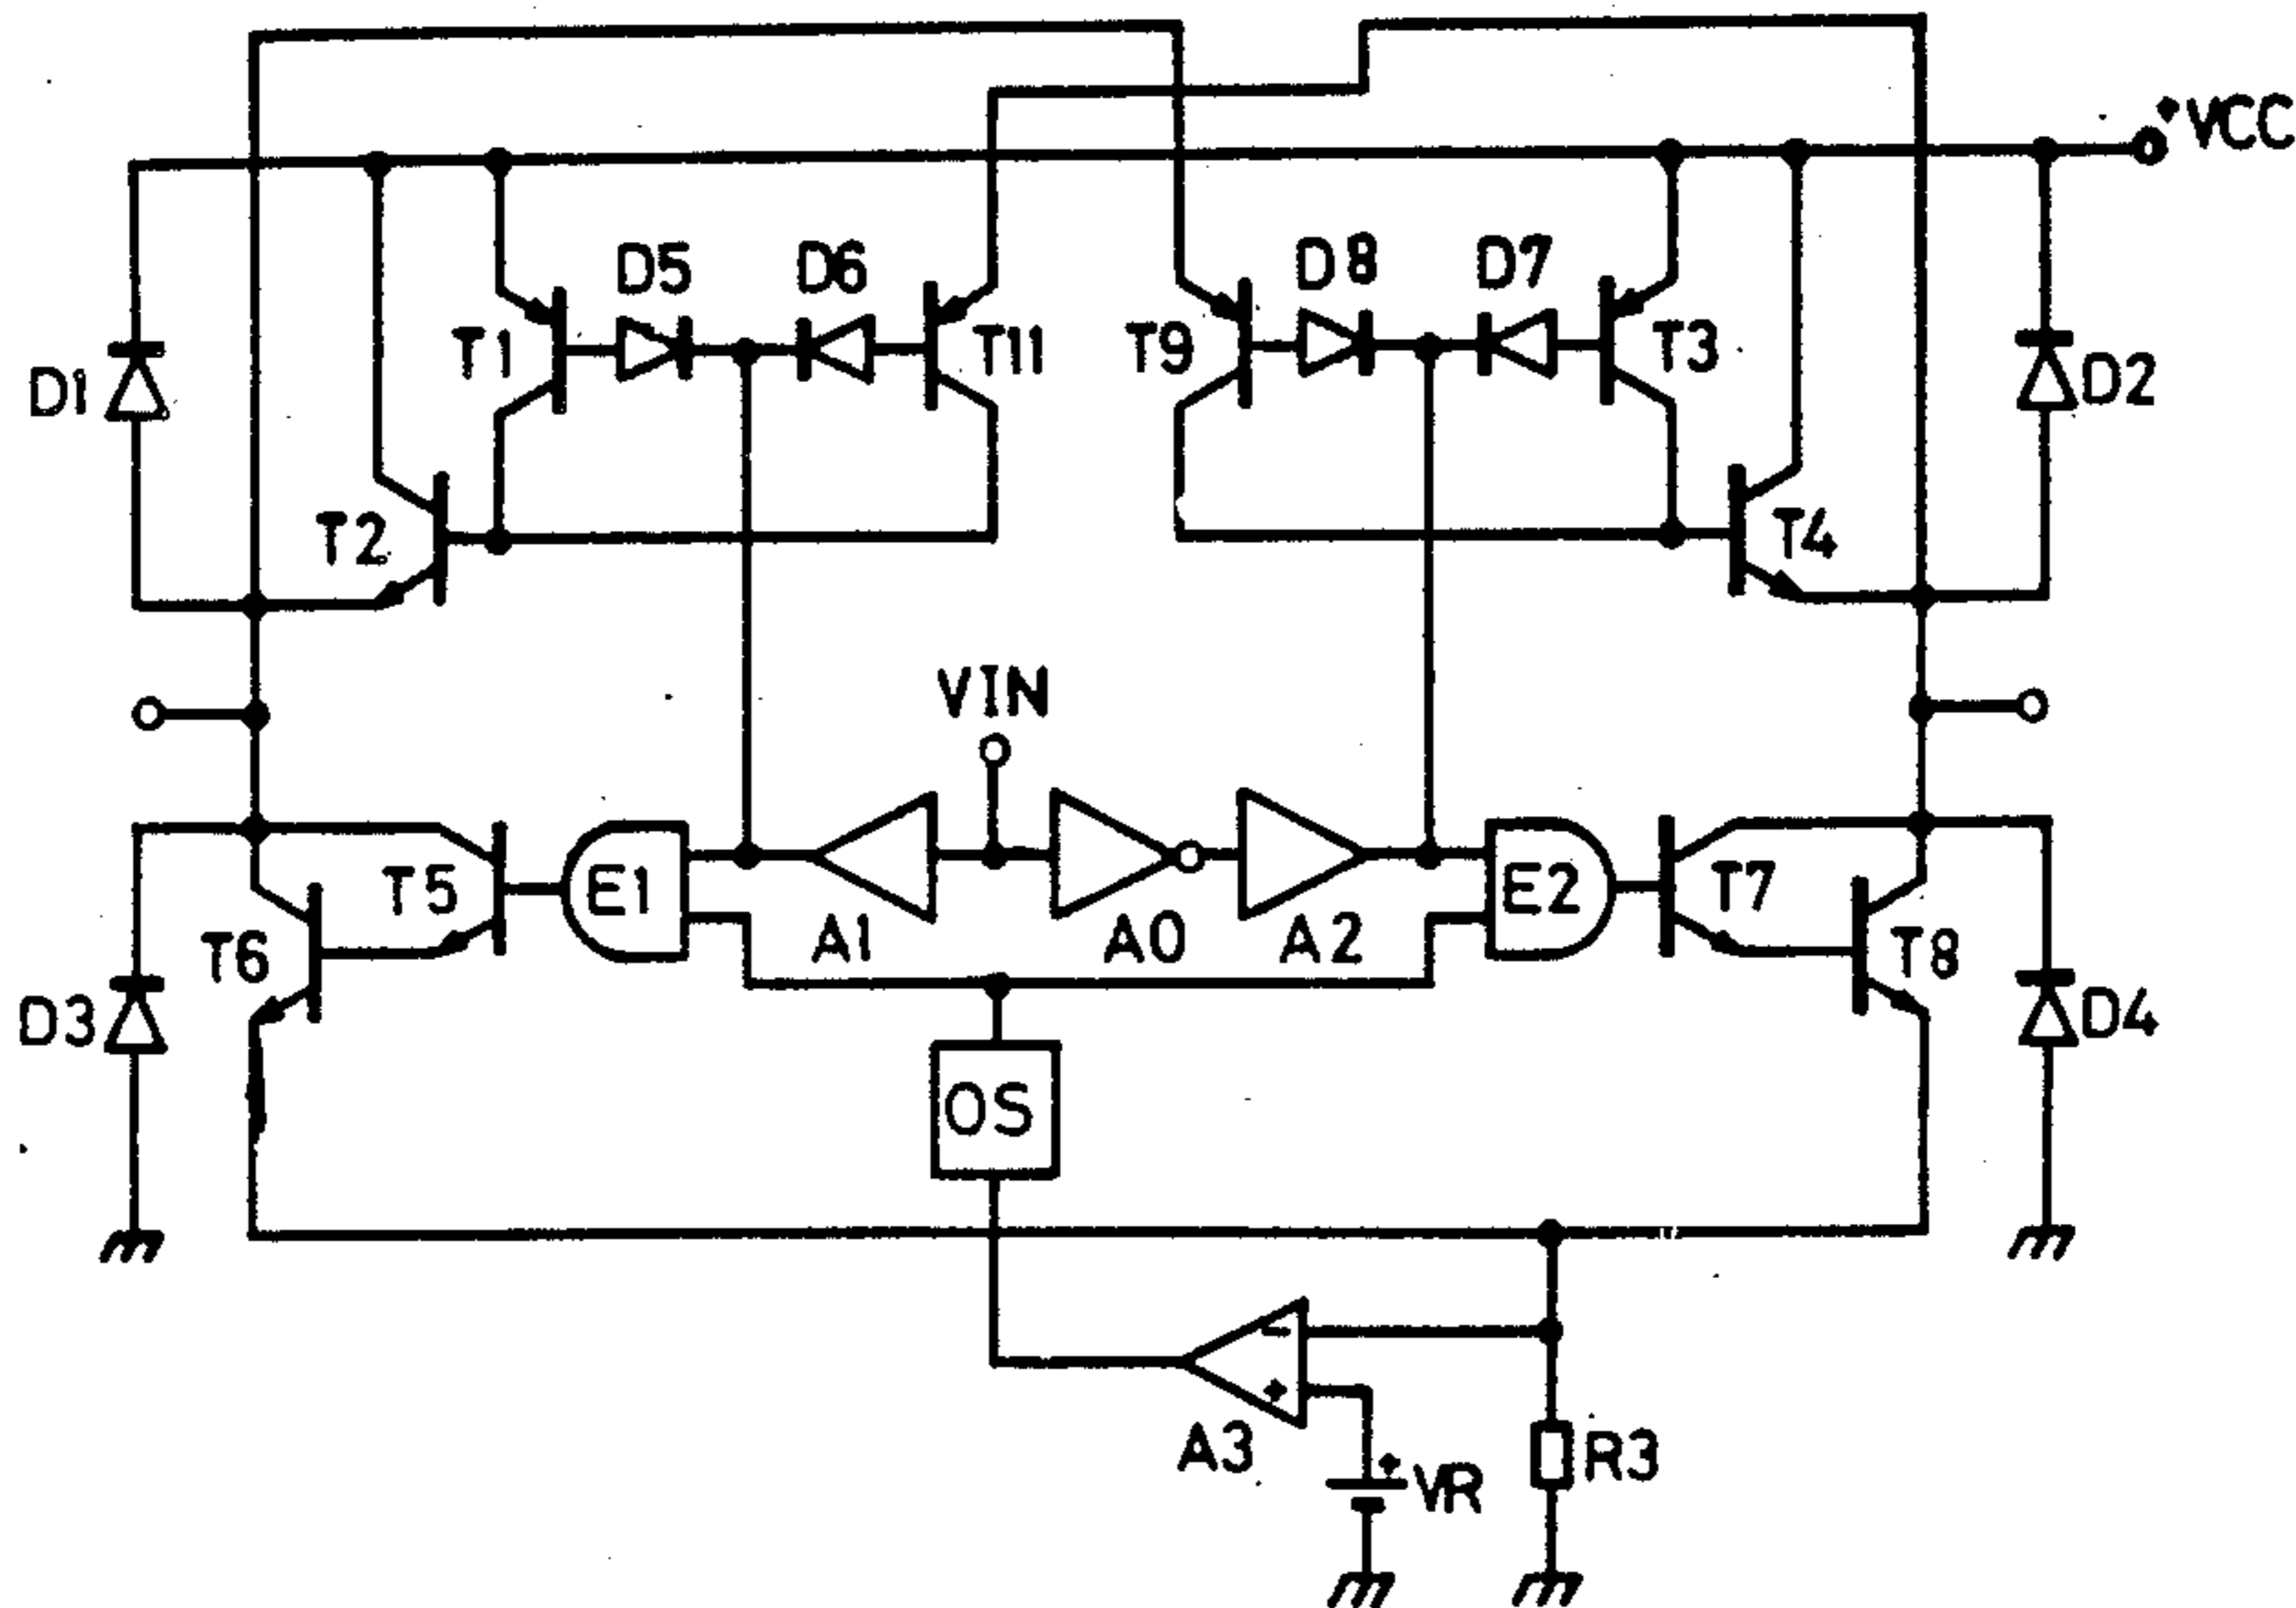 +VCC
D5 D6 D8 D7
T1 T11 T9 T3
D1 D2
T2 T4
VIN
T5 E1 E2 T7
A1 A0 A2
T6 T8
D3 D4
OS
-
+
A3 + VR R3